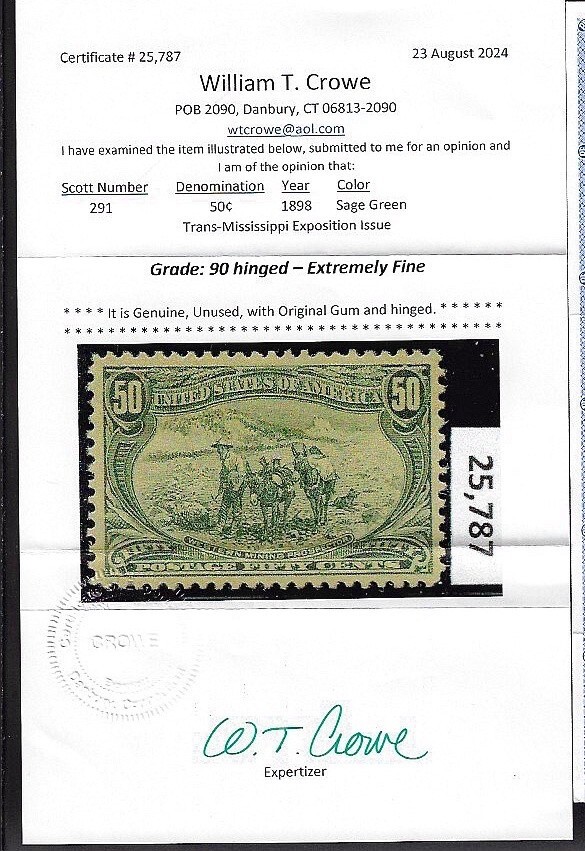 Certificate # 25,787
23 August 2024
William T. Crowe
POB 2090, Danbury, CT 06813-2090
wtcrowe@aol.com
I have examined the item illustrated below, submitted to me for an opinion and
I am of the opinion that:
Scott Number Denomination Year Color
291 50¢ 1898 Sage Green
Trans-Mississippi Exposition Issue
Grade: 90 hinged – Extremely Fine
* * * * It is Genuine, Unused, with Original Gum and hinged. * * * * * *
* * * * * * * * * * * * * * * * * * * * * * * * * * * * * * * * * * * * *
50 UNITED STATES OF AMERICA 50
WESTERN MINING PROSPECTOR
POSTAGE FIFTY CENTS
25,787
CROWE
W. T. Crowe
Expertizer